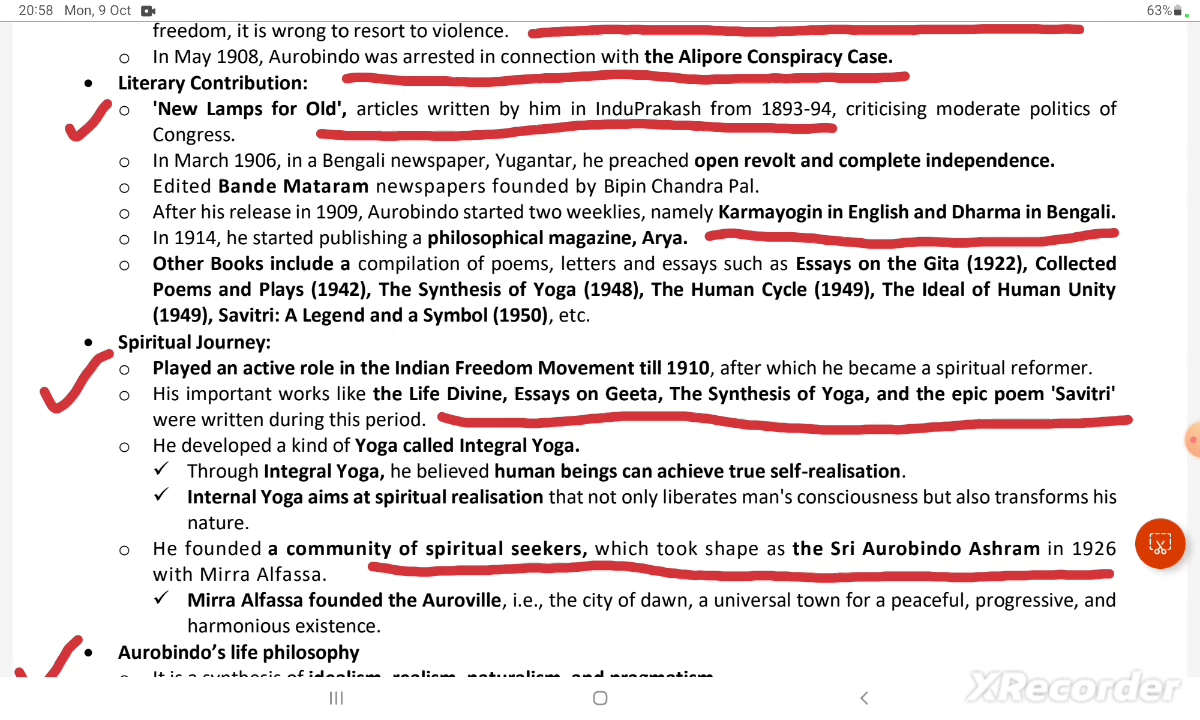 20:58 Mon, 9 Oct
63%
freedom, it is wrong to resort to violence.
o In May 1908, Aurobindo was arrested in connection with the Alipore Conspiracy Case.
• Literary Contribution:
o 'New Lamps for Old', articles written by him in InduPrakash from 1893-94, criticising moderate politics of
Congress.
o In March 1906, in a Bengali newspaper, Yugantar, he preached open revolt and complete independence.
o Edited Bande Mataram newspapers founded by Bipin Chandra Pal.
o After his release in 1909, Aurobindo started two weeklies, namely Karmayogin in English and Dharma in Bengali.
o In 1914, he started publishing a philosophical magazine, Arya.
o Other Books include a compilation of poems, letters and essays such as Essays on the Gita (1922), Collected
Poems and Plays (1942), The Synthesis of Yoga (1948), The Human Cycle (1949), The Ideal of Human Unity
(1949), Savitri: A Legend and a Symbol (1950), etc.
• Spiritual Journey:
o Played an active role in the Indian Freedom Movement till 1910, after which he became a spiritual reformer.
o His important works like the Life Divine, Essays on Geeta, The Synthesis of Yoga, and the epic poem 'Savitri'
were written during this period.
o He developed a kind of Yoga called Integral Yoga.
✓ Through Integral Yoga, he believed human beings can achieve true self-realisation.
✓ Internal Yoga aims at spiritual realisation that not only liberates man's consciousness but also transforms his
nature.
o He founded a community of spiritual seekers, which took shape as the Sri Aurobindo Ashram in 1926
with Mirra Alfassa.
✓ Mirra Alfassa founded the Auroville, i.e., the city of dawn, a universal town for a peaceful, progressive, and
harmonious existence.
• Aurobindo's life philosophy
o It is a synthesis of idealism, realism, naturalism, and pragmatism
XRecorder